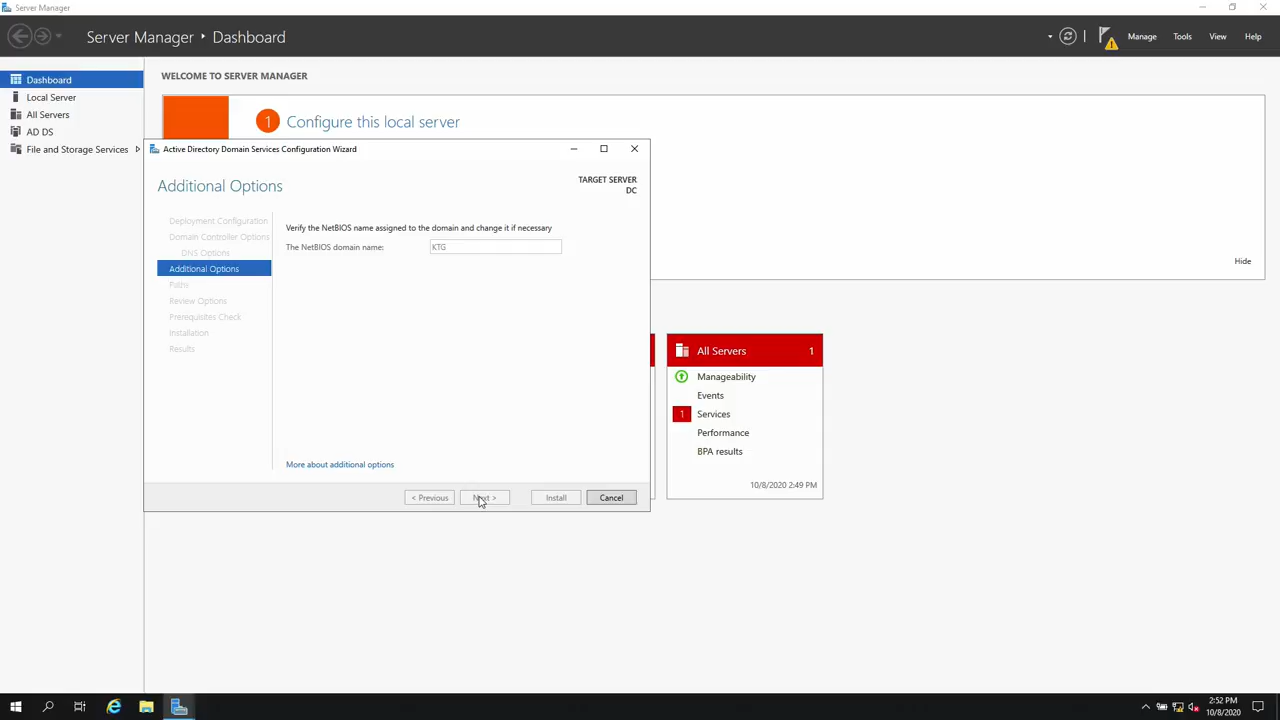 Server Manager
Server Manager ‣ Dashboard
Manage
Tools
View
Help
Dashboard
Local Server
All Servers
AD DS
File and Storage Services
WELCOME TO SERVER MANAGER
1 Configure this local server
Active Directory Domain Services Configuration Wizard
Additional Options
TARGET SERVER
DC
Deployment Configuration
Domain Controller Options
DNS Options
Additional Options
Paths
Review Options
Prerequisites Check
Installation
Results
Verify the NetBIOS name assigned to the domain and change it if necessary
The NetBIOS domain name:
KTG
More about additional options
< Previous
Next >
Install
Cancel
Hide
All Servers 1
Manageability
Events
1 Services
Performance
BPA results
10/8/2020 2:49 PM
2:52 PM
10/8/2020